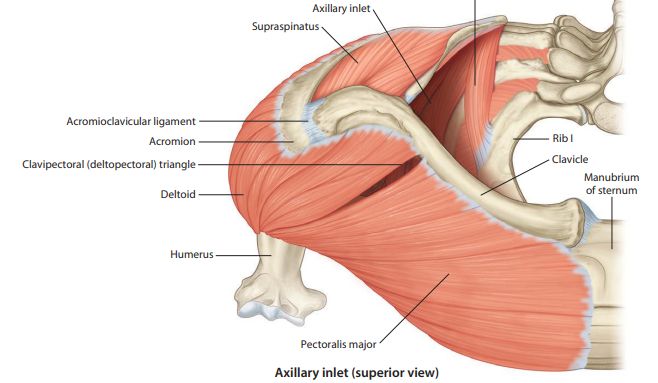 Axillary inlet
Supraspinatus
Acromioclavicular ligament
Acromion
Clavipectoral (deltopectoral) triangle
Deltoid
Humerus
Pectoralis major
Rib I
Clavicle
Manubrium
of sternum
Axillary inlet (superior view)